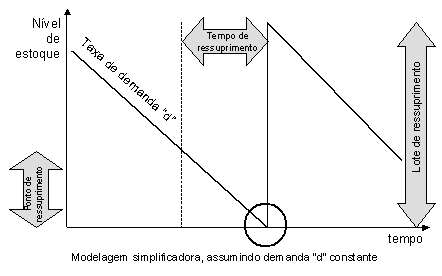 Nível
de
estoque
Taxa de demanda "d"
Tempo de
ressuprimento
Lote de ressuprimento
Ponto de
ressuprimento
tempo
Modelagem simplificadora, assumindo demanda "d" constante